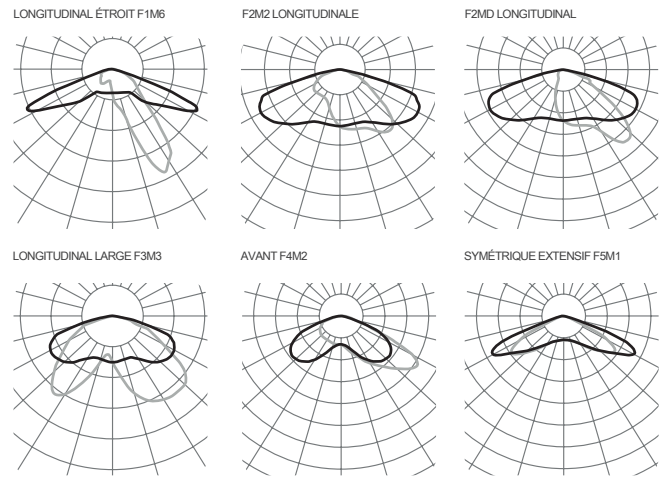 LONGITUDINAL ÉTROIT F1M6
F2M2 LONGITUDINALE
F2MD LONGITUDINAL
LONGITUDINAL LARGE F3M3
AVANT F4M2
SYMÉTRIQUE EXTENSIF F5M1